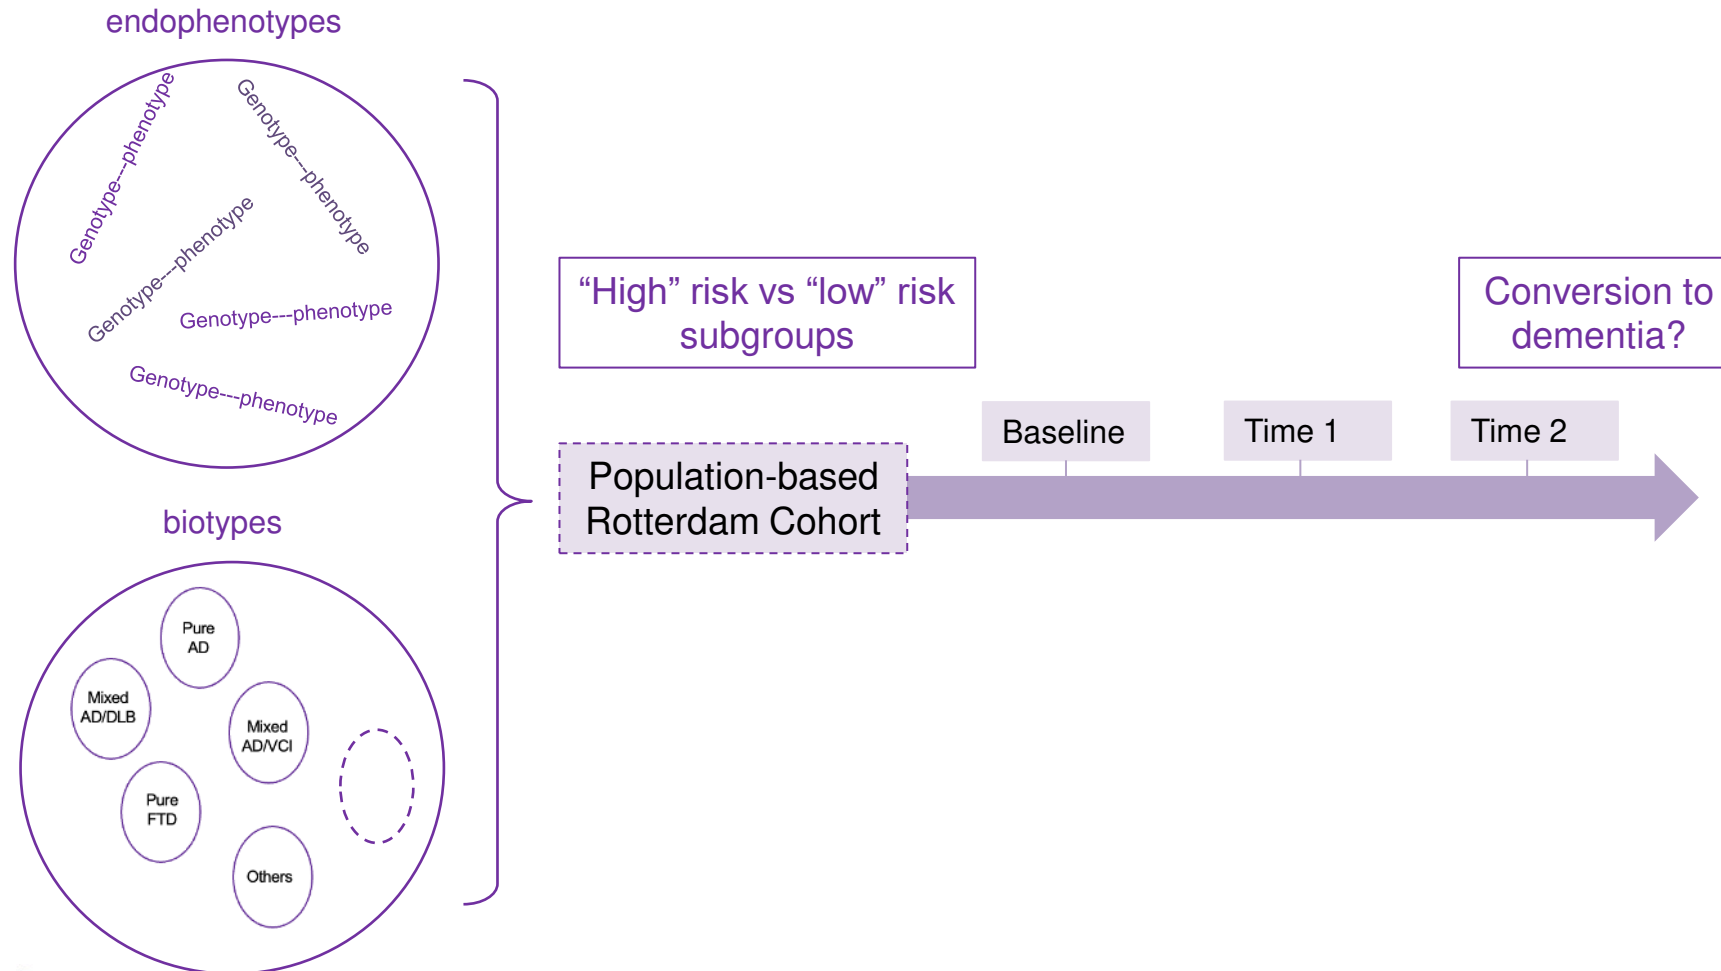 endophenotypes
Genotype---phenotype
Genotype---phenotype
Genotype---phenotype
Genotype---phenotype
Genotype---phenotype
biotypes
Pure
AD
Mixed
AD/DLB
Mixed
AD/VCI
Pure
FTD
Others
“High” risk vs “low” risk
subgroups
Population-based
Rotterdam Cohort
Baseline
Time 1
Time 2
Conversion to
dementia?